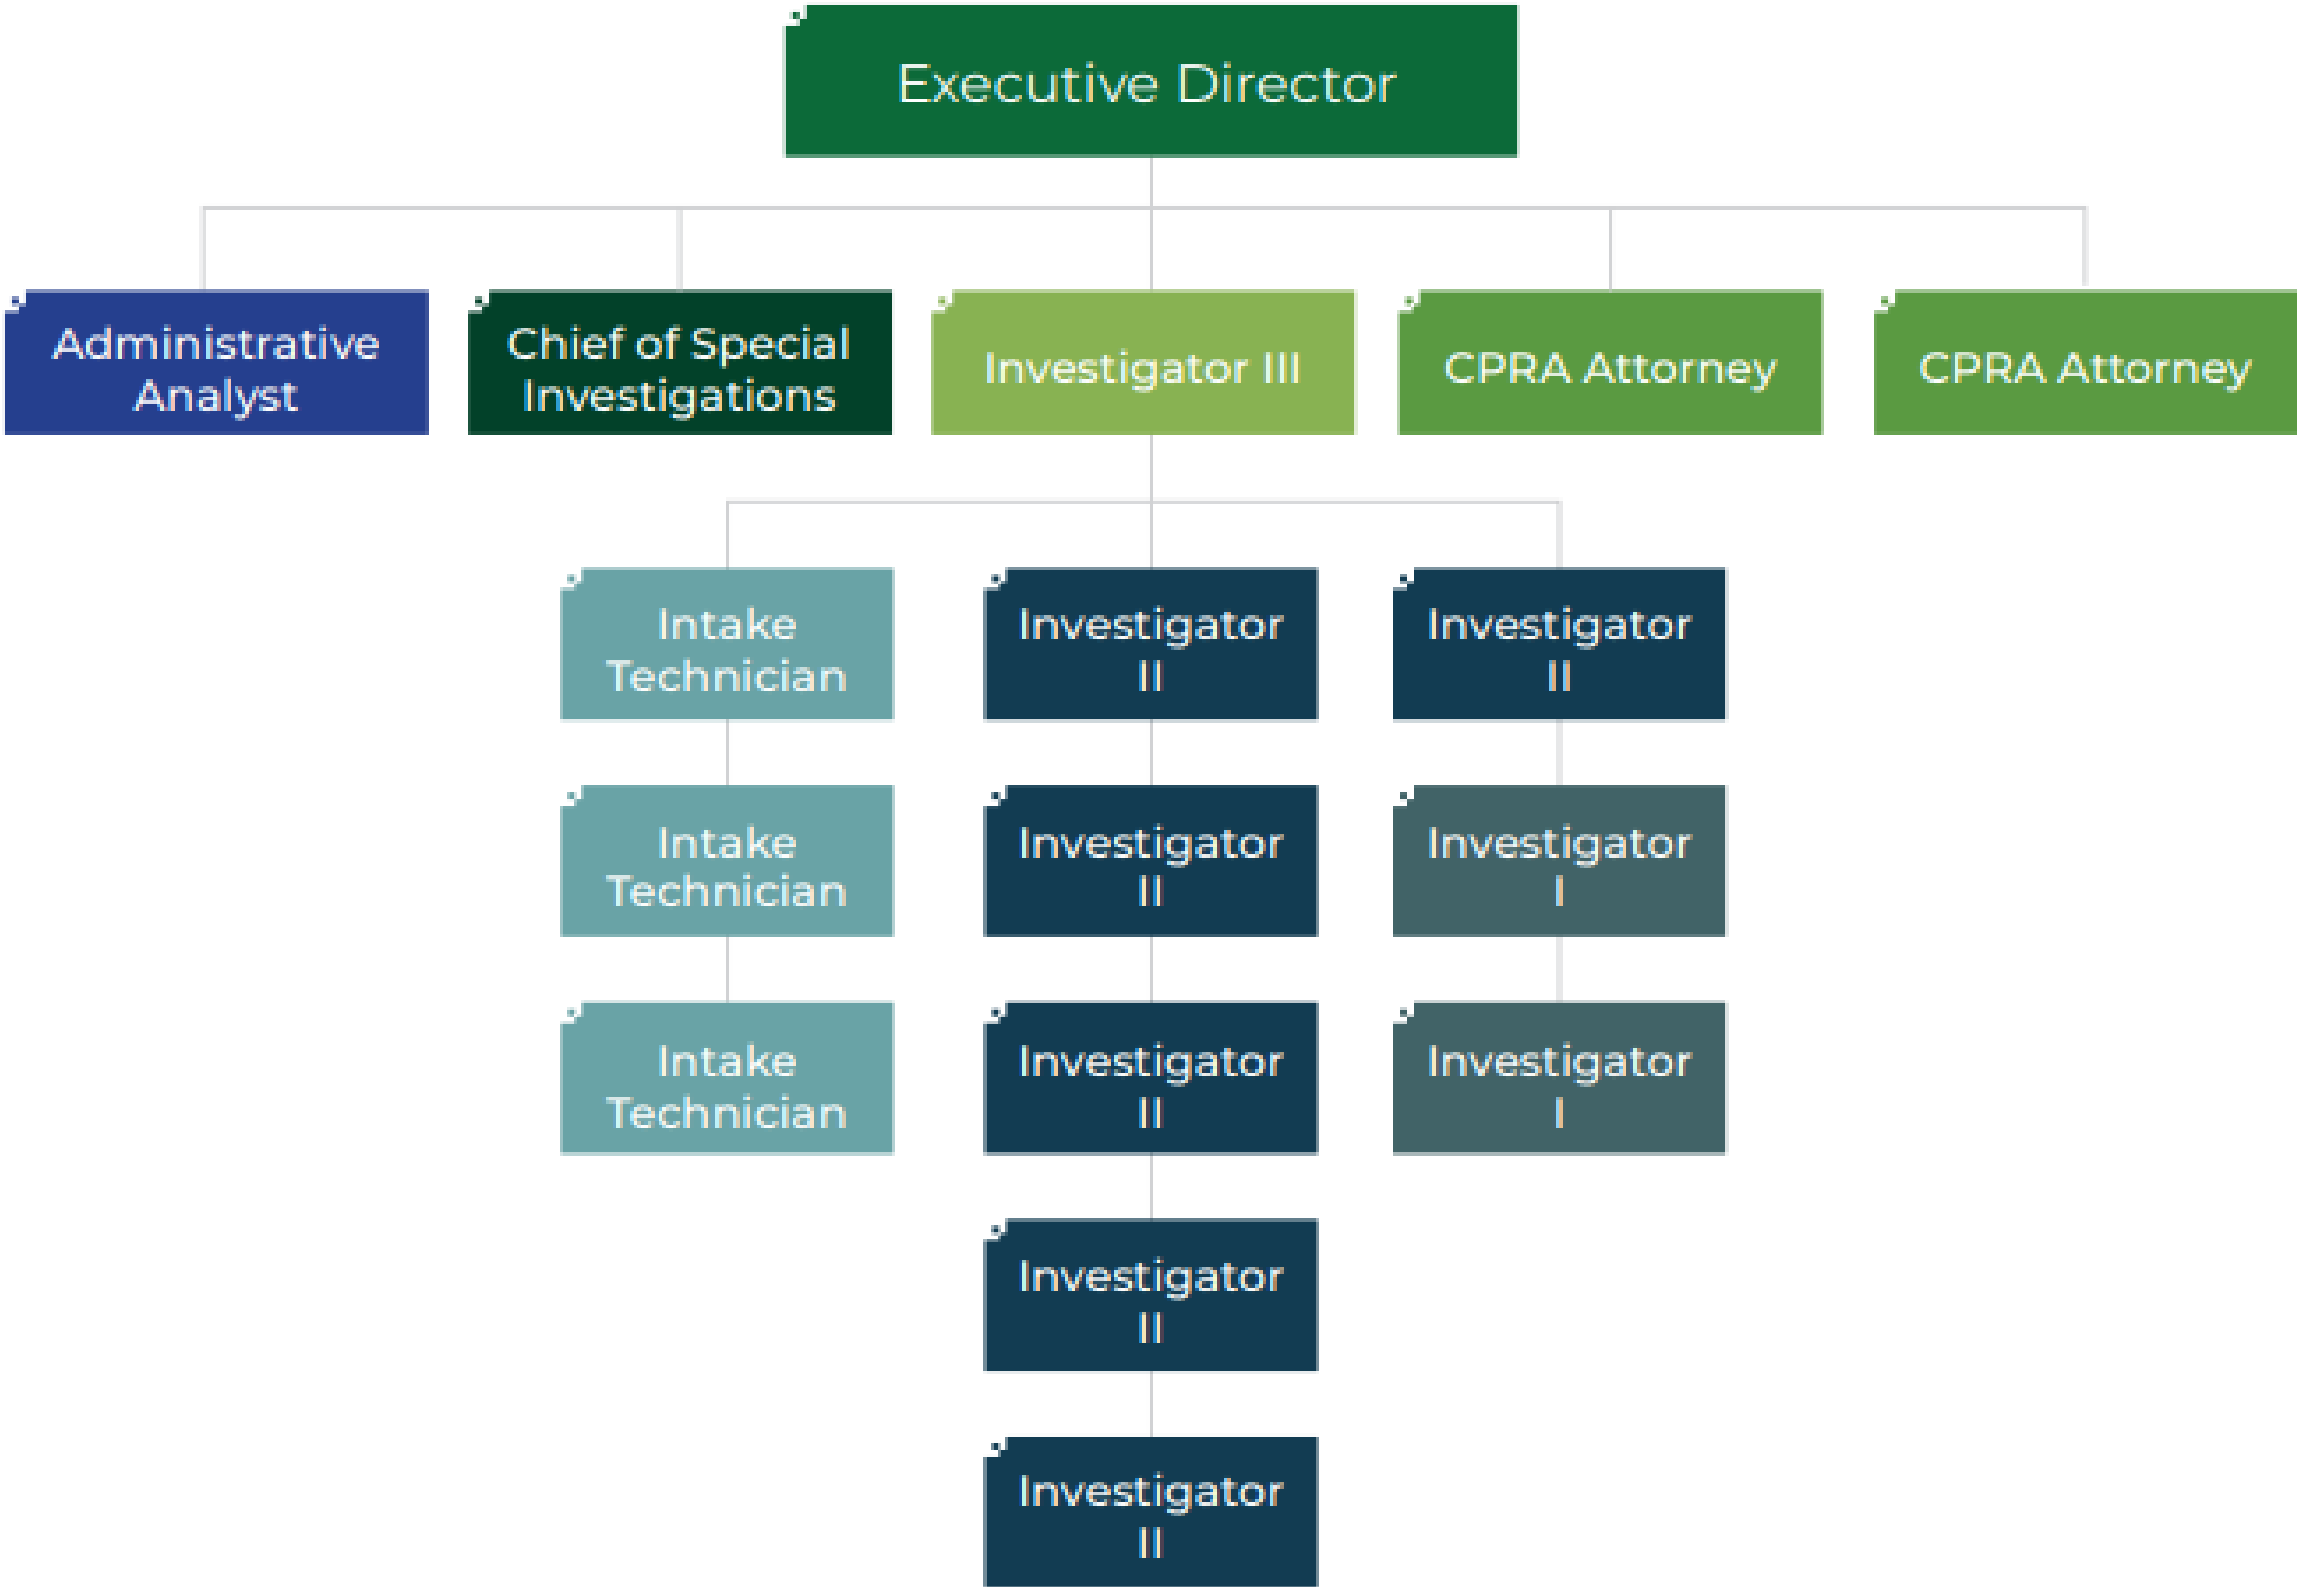 Executive Director
Administrative
Analyst
Chief of Special
Investigations
Investigator III
CPRA Attorney
CPRA Attorney
Intake
Technician
Investigator
II
Investigator
II
Intake
Technician
Investigator
II
Investigator
I
Intake
Technician
Investigator
II
Investigator
I
Investigator
II
Investigator
II